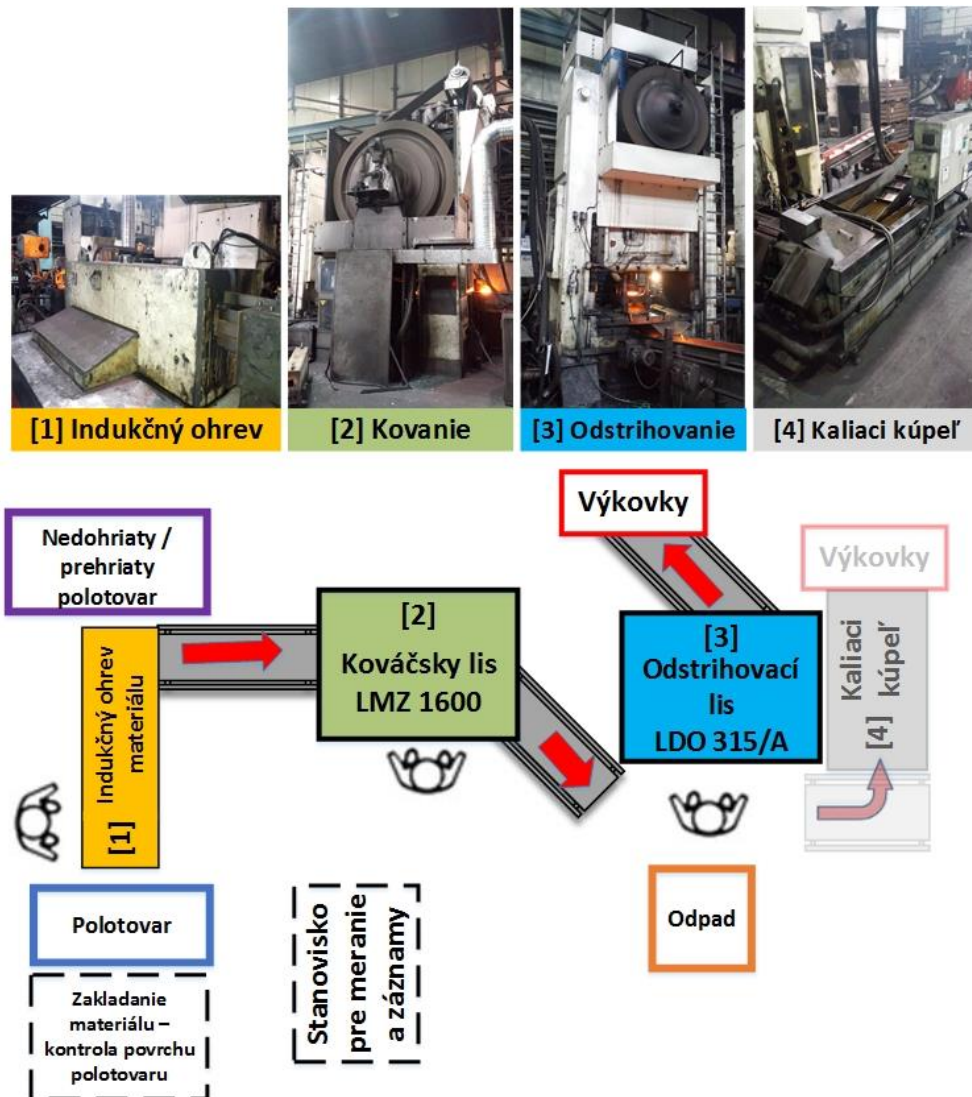 [1] Indukčný ohrev
[2] Kovanie
[3] Odstrihovanie
[4] Kaliaci kúpeľ
Nedohriaty /
prehriaty
polotovar
Výkovky
Výkovky
[1] Indukčný ohrev
materiálu
[2]
Kováčsky lis
LMZ 1600
[3]
Odstrihovací
lis
LDO 315/A
[4] Kaliaci
kúpeľ
Polotovar
Zakladanie
materiálu –
kontrola povrchu
polotovaru
Stanovisko
pre meranie
a záznamy
Odpad